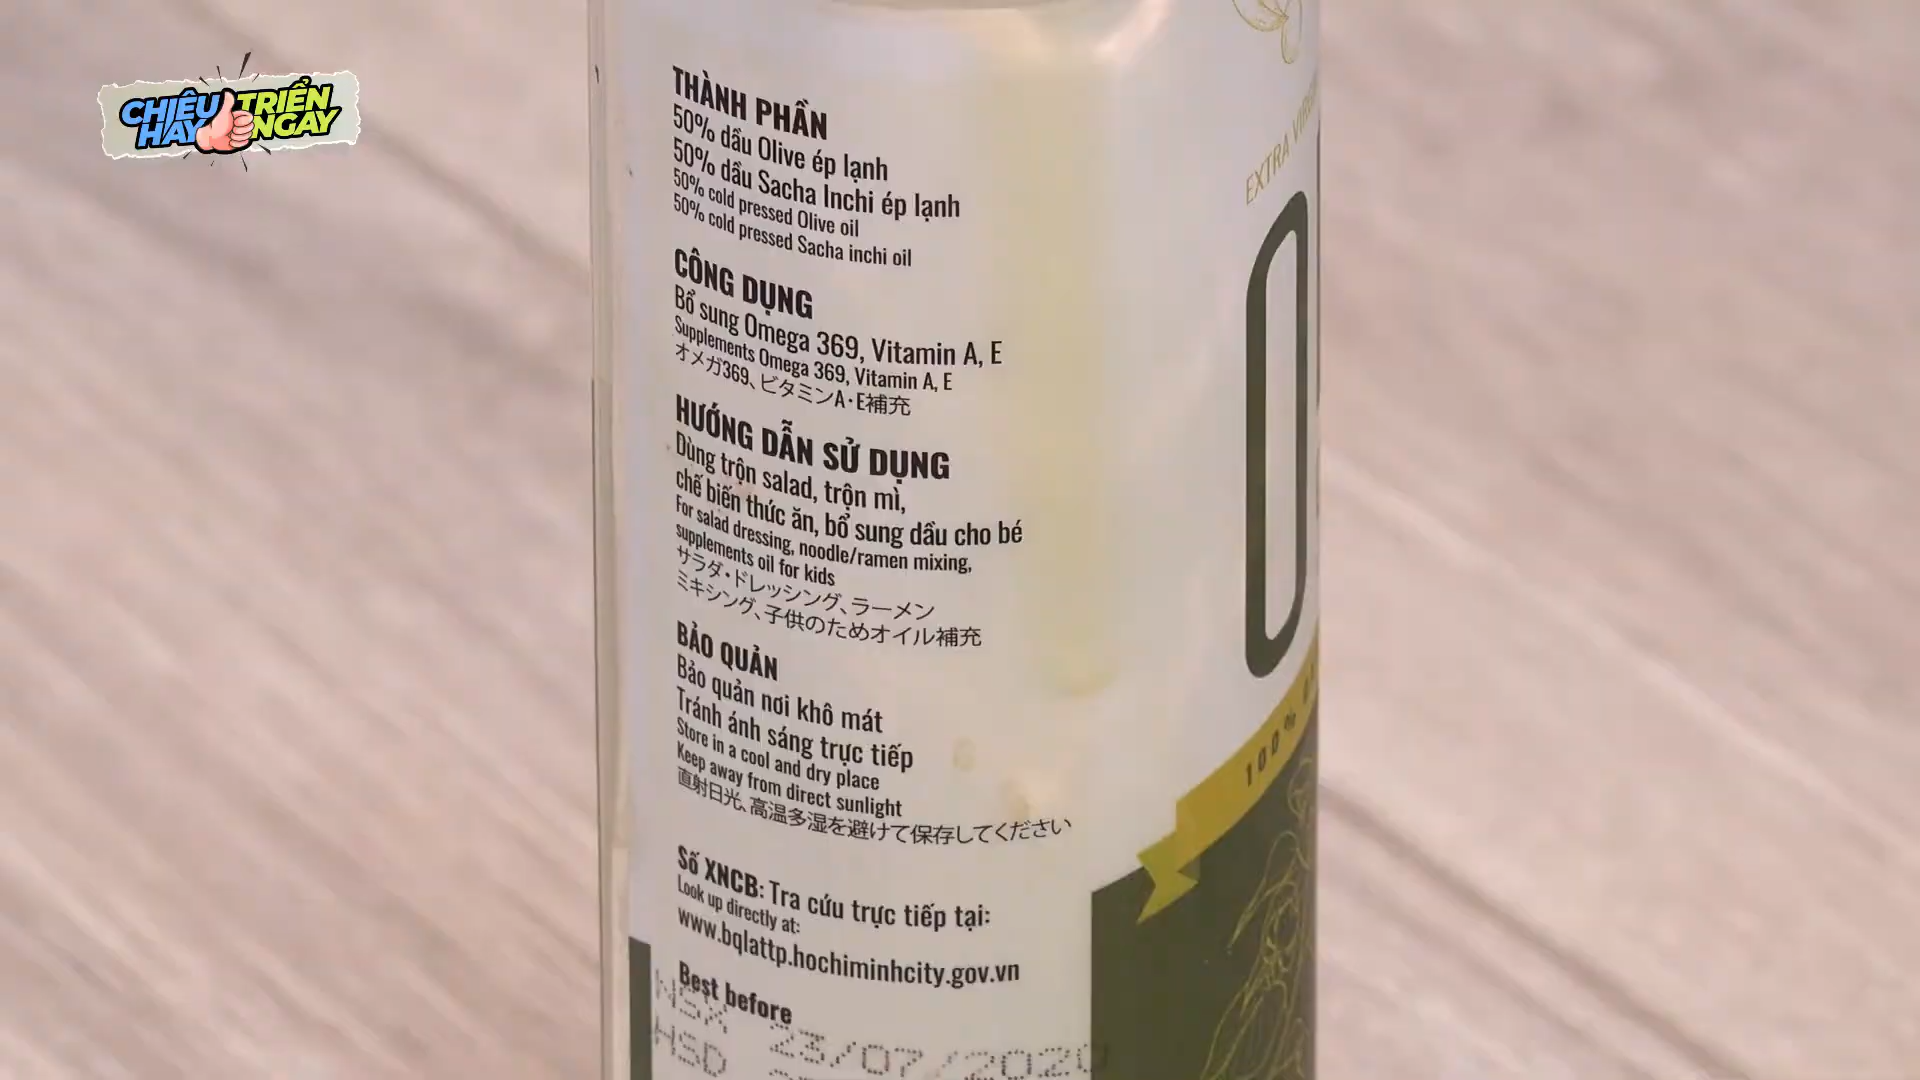 CHIÊU HAY TRIỂN NGAY
THÀNH PHẦN
50% dầu Olive ép lạnh
50% dầu Sacha Inchi ép lạnh
50% cold pressed Olive oil
50% cold pressed Sacha inchi oil
CÔNG DỤNG
Bổ sung Omega 369, Vitamin A, E
Supplements Omega 369, Vitamin A, E
オメガ369、ビタミンA・E補充
HƯỚNG DẪN SỬ DỤNG
Dùng trộn salad, trộn mì,
chế biến thức ăn, bổ sung dầu cho bé
For salad dressing, noodle/ramen mixing,
supplements oil for kids
サラダ・ドレッシング、ラーメン
ミキシング、子供のためオイル補充
BẢO QUẢN
Bảo quản nơi khô mát
Tránh ánh sáng trực tiếp
Store in a cool and dry place
Keep away from direct sunlight
直射日光、高温多湿を避けて保存してください
Số XNCB: Tra cứu trực tiếp tại:
Look up directly at:
www.bqlattp.hochiminhcity.gov.vn
Best before
NSX 23/07/2020
HSD
EXTRA
100%